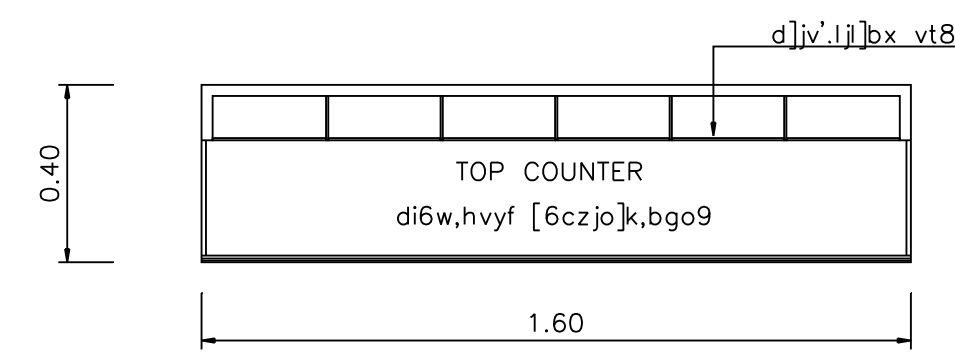 d]jv'.ljl]bx vt8
0.40
TOP COUNTER
di6w,hvyf [6czjo]k,bgo9
1.60